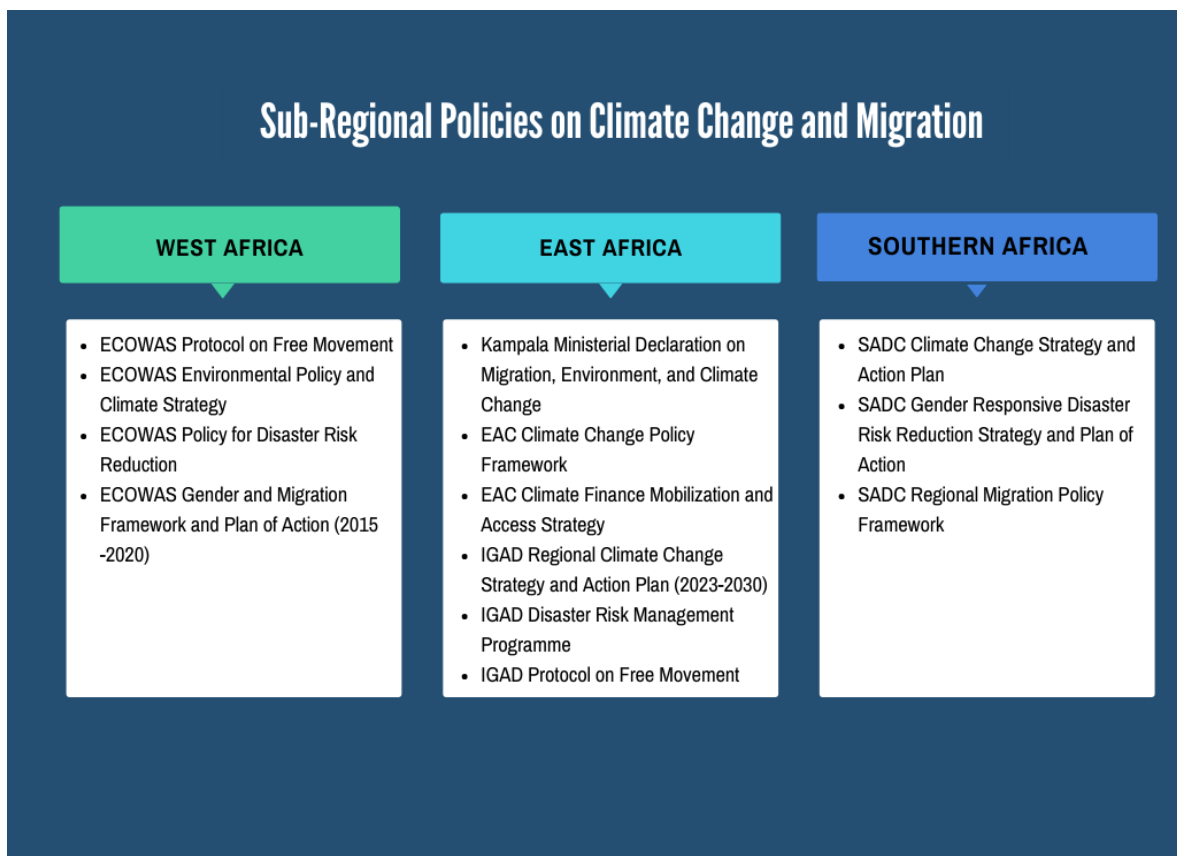 Sub-Regional Policies on Climate Change and Migration
WEST AFRICA
• ECOWAS Protocol on Free Movement
• ECOWAS Environmental Policy and
Climate Strategy
• ECOWAS Policy for Disaster Risk
Reduction
• ECOWAS Gender and Migration
Framework and Plan of Action (2015
-2020)
EAST AFRICA
• Kampala Ministerial Declaration on
Migration, Environment, and Climate
Change
• EAC Climate Change Policy
Framework
• EAC Climate Finance Mobilization and
Access Strategy
• IGAD Regional Climate Change
Strategy and Action Plan (2023-2030)
• IGAD Disaster Risk Management
Programme
• IGAD Protocol on Free Movement
SOUTHERN AFRICA
• SADC Climate Change Strategy and
Action Plan
• SADC Gender Responsive Disaster
Risk Reduction Strategy and Plan of
Action
• SADC Regional Migration Policy
Framework